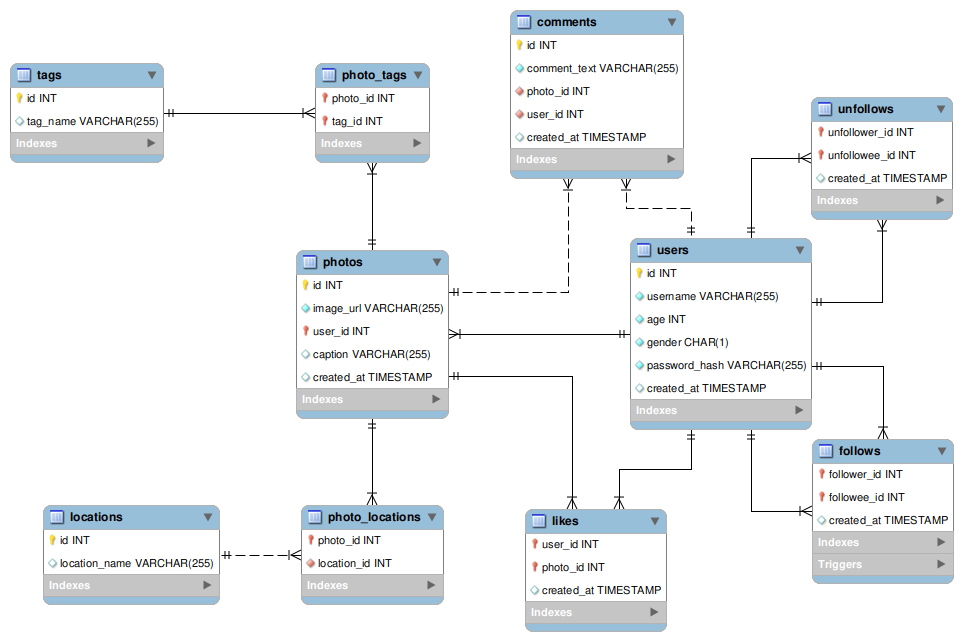 comments
id INT
comment_text VARCHAR(255)
photo_id INT
user_id INT
created_at TIMESTAMP
Indexes
tags
id INT
tag_name VARCHAR(255)
Indexes
photo_tags
photo_id INT
tag_id INT
Indexes
unfollows
unfollower_id INT
unfollowee_id INT
created_at TIMESTAMP
Indexes
photos
id INT
image_url VARCHAR(255)
user_id INT
caption VARCHAR(255)
created_at TIMESTAMP
Indexes
users
id INT
username VARCHAR(255)
age INT
gender CHAR(1)
password_hash VARCHAR(255)
created_at TIMESTAMP
Indexes
follows
follower_id INT
followee_id INT
created_at TIMESTAMP
Indexes
Triggers
locations
id INT
location_name VARCHAR(255)
Indexes
photo_locations
photo_id INT
location_id INT
Indexes
likes
user_id INT
photo_id INT
created_at TIMESTAMP
Indexes